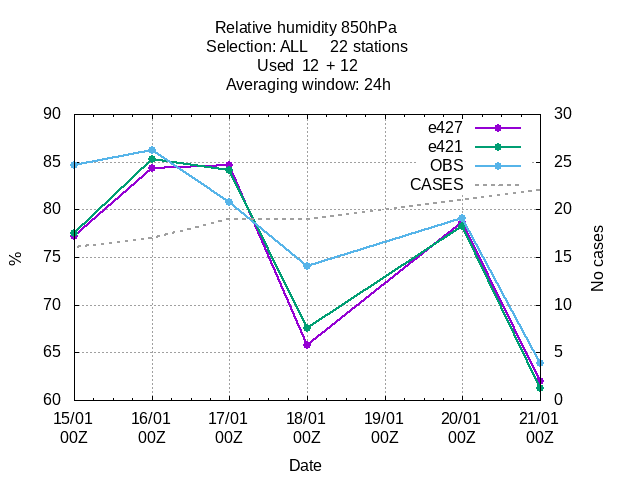 Relative humidity 850hPa
Selection: ALL     22 stations
Used  12  + 12
Averaging window: 24h
90
30
e427
e421
OBS
CASES
85
25
80
20
%
75
15
No cases
70
10
65
5
60
0
15/01 16/01 17/01 18/01 19/01 20/01 21/01
00Z 00Z 00Z 00Z 00Z 00Z 00Z
Date